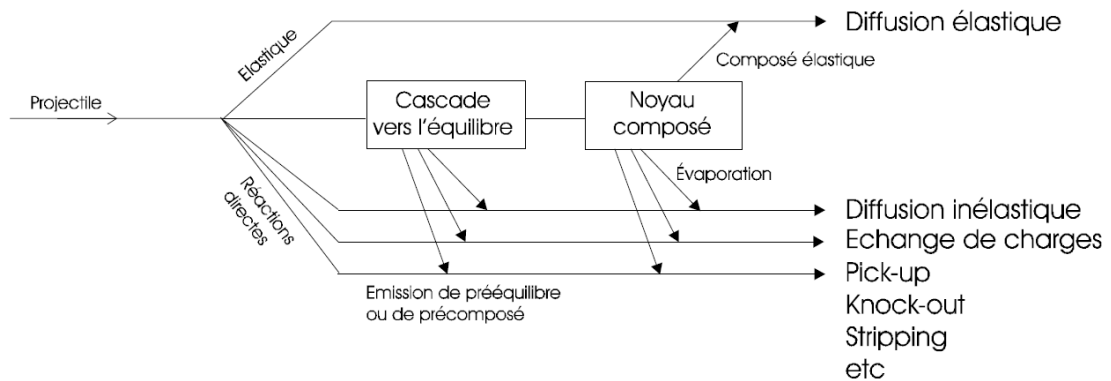 Diffusion élastique
Composé élastique
Elastique
Projectile
Cascade
vers l'équilibre
Noyau
composé
Évaporation
Réactions
directes
Diffusion inélastique
Echange de charges
Pick-up
Knock-out
Stripping
etc
Emission de prééquilibre
ou de précomposé